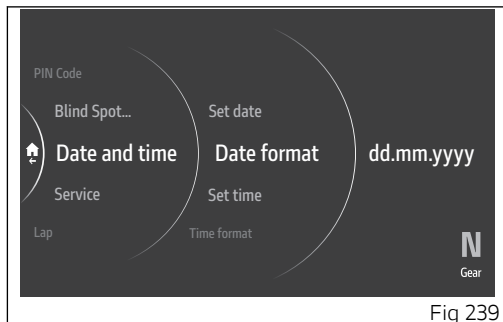 PIN Code
Blind Spot...
Date and time
Service
Lap
Set date
Date format
Set time
Time format
dd.mm.yyyy
N
Gear
Fig 239